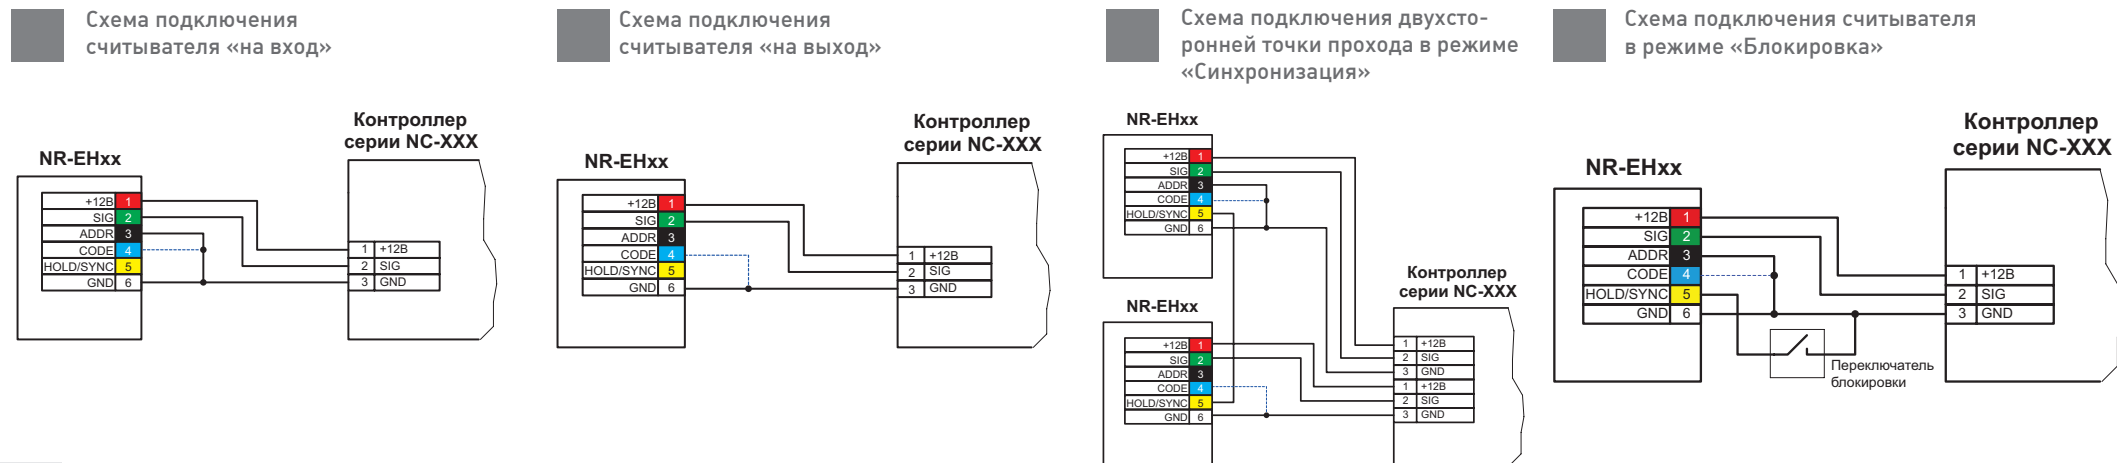 Схема подключения
считывателя «на вход»
NR-EHxx
Контроллер
серии NC-XXX
+12В 1
SIG 2
ADDR 3
CODE 4
HOLD/SYNC 5
GND 6
1 +12В
2 SIG
3 GND
Схема подключения
считывателя «на выход»
NR-EHxx
Контроллер
серии NC-XXX
+12В 1
SIG 2
ADDR 3
CODE 4
HOLD/SYNC 5
GND 6
1 +12В
2 SIG
3 GND
Схема подключения двухсто-
ронней точки прохода в режиме
«Синхронизация»
NR-EHxx
+12В 1
SIG 2
ADDR 3
CODE 4
HOLD/SYNC 5
GND 6
NR-EHxx
+12В 1
SIG 2
ADDR 3
CODE 4
HOLD/SYNC 5
GND 6
Контроллер
серии NC-XXX
1 +12В
2 SIG
3 GND
1 +12В
2 SIG
3 GND
Схема подключения считывателя
в режиме «Блокировка»
NR-EHxx
Контроллер
серии NC-XXX
+12В 1
SIG 2
ADDR 3
CODE 4
HOLD/SYNC 5
GND 6
1 +12В
2 SIG
3 GND
Переключатель
блокировки